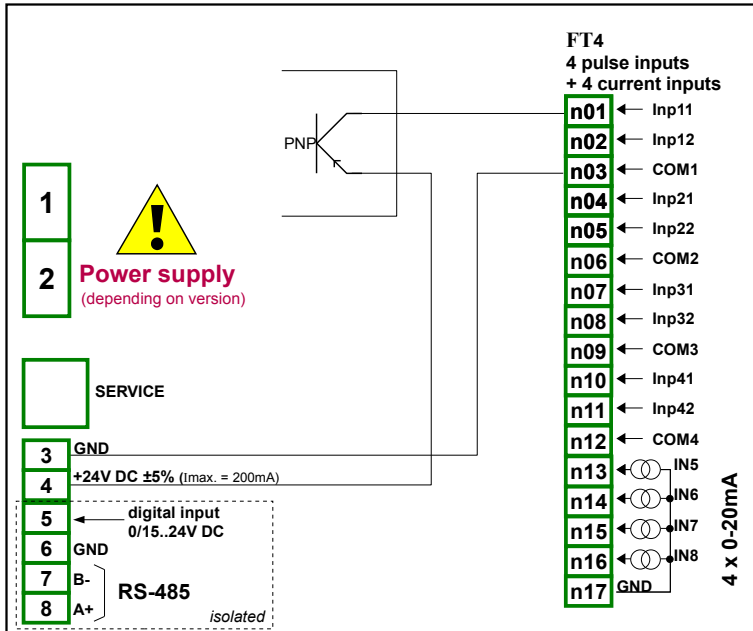 FT4
4 pulse inputs
+ 4 current inputs
n01 Inp11
PNP
n02 Inp12
n03 COM1
n04 Inp21
1
n05 Inp22
n06 COM2
2
Power supply
(depending on version)
n07 Inp31
n08 Inp32
n09 COM3
n10 Inp41
SERVICE
n11 Inp42
n12 COM4
3 GND
n13 IN5
4 +24V DC ±5% (Imax. = 200mA)
n14 IN6
5 digital input
0/15..24V DC
n15 IN7
6 GND
n16 IN8
4 x 0-20mA
7 B-
RS-485
n17 GND
8 A+
isolated